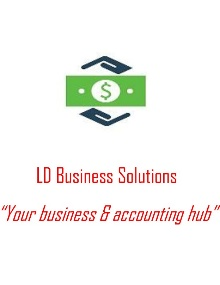 $
LD Business Solutions
“Your business & accounting hub”